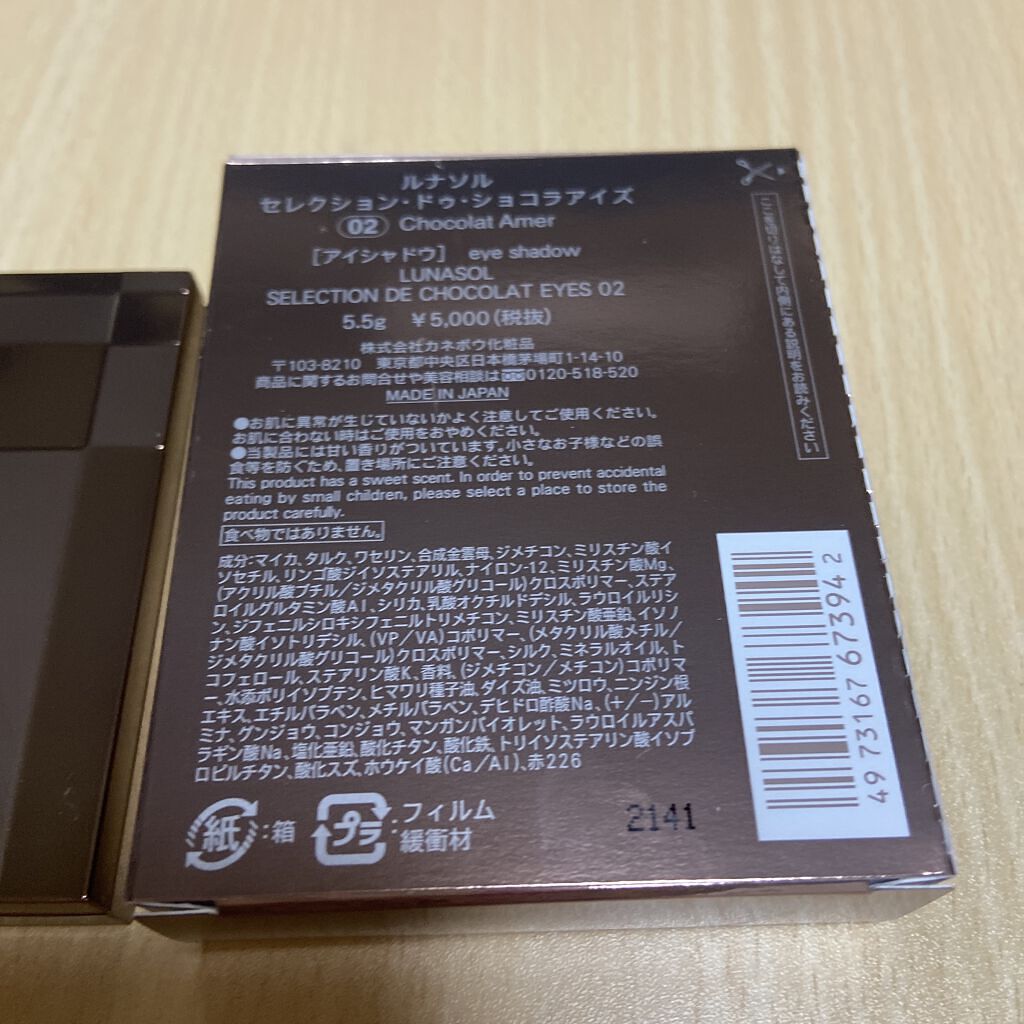 ルナソル
セレクション・ドゥ・ショコラアイズ
02 Chocolat Amer
[アイシャドウ] eye shadow
LUNASOL
SELECTION DE CHOCOLAT EYES 02
5.5g ¥5,000(税抜)
株式会社カネボウ化粧品
〒103-8210 東京都中央区日本橋茅場町1-14-10
商品に関するお問合せや美容相談は 0120-518-520
MADE IN JAPAN
●お肌に異常が生じていないかよく注意してご使用ください。
お肌に合わない時はご使用をおやめください。
●当製品には甘い香りがついています。小さなお子様などの誤
食等を防ぐため、置き場所にご注意ください。
This product has a sweet scent. In order to prevent accidental
eating by small children, please select a place to store the
product carefully.
食べ物ではありません。
成分:マイカ、タルク、ワセリン、合成金雲母、ジメチコン、ミリスチン酸イ
ソセチル、リンゴ酸ジイソステアリル、ナイロン-12、ミリスチン酸Mg、
(アクリル酸ブチル/ジメタクリル酸グリコール)クロスポリマー、ステア
ロイルグルタミン酸Al、シリカ、乳酸オクチルドデシル、ラウロイルリシ
ン、ジフェニルシロキシフェニルトリメチコン、ミリスチン酸亜鉛、イソノ
ナン酸イソトリデシル、(VP/VA)コポリマー、(メタクリル酸メチル/
ジメタクリル酸グリコール)クロスポリマー、シルク、ミネラルオイル、ト
コフェロール、ステアリン酸K、香料、(ジメチコン/メチコン)コポリマ
ー、水添ポリイソブテン、ヒマワリ種子油、ダイズ油、ミツロウ、ニンジン根
エキス、エチルパラベン、メチルパラベン、デヒドロ酢酸Na、(+/-)アル
ミナ、グンジョウ、コンジョウ、マンガンバイオレット、ラウロイルアスパ
ラギン酸Na、塩化亜鉛、酸化チタン、酸化鉄、トリイソステアリン酸イソプ
ロピルチタン、酸化スズ、ホウケイ酸(Ca/Al)、赤226
紙:箱
プラ:フィルム
緩衝材
2141
ここを切りはなして内側にある説明をお読みください
49 73167 67394 2